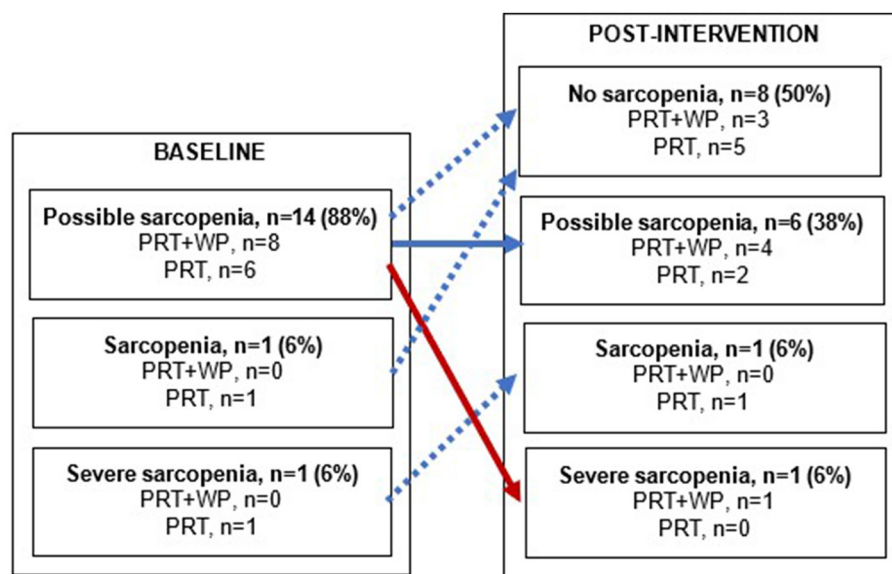 BASELINE
Possible sarcopenia, n=14 (88%)
PRT+WP, n=8
PRT, n=6
Sarcopenia, n=1 (6%)
PRT+WP, n=0
PRT, n=1
Severe sarcopenia, n=1 (6%)
PRT+WP, n=0
PRT, n=1
POST-INTERVENTION
No sarcopenia, n=8 (50%)
PRT+WP, n=3
PRT, n=5
Possible sarcopenia, n=6 (38%)
PRT+WP, n=4
PRT, n=2
Sarcopenia, n=1 (6%)
PRT+WP, n=0
PRT, n=1
Severe sarcopenia, n=1 (6%)
PRT+WP, n=1
PRT, n=0